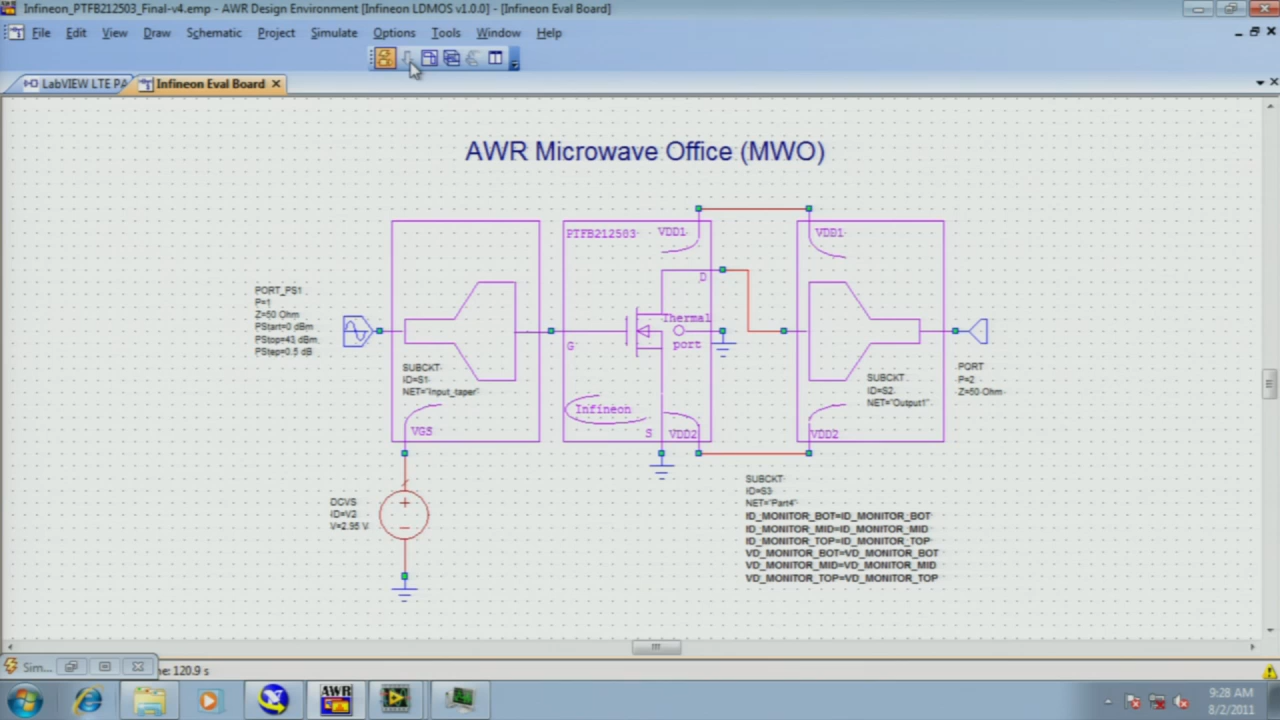 Infineon_PTFB212503_Final-v4.emp - AWR Design Environment [Infineon LDMOS v1.0.0] - [Infineon Eval Board]
File Edit View Draw Schematic Project Simulate Options Tools Window Help
LabVIEW LTE PA Infineon Eval Board
AWR Microwave Office (MWO)
PTFB212503 VDD1
VDD1
D
PORT_PS1
P=1
Z=50 Ohm
PStart=0 dBm
PStop=43 dBm
PStep=0.5 dB
Thermal
port
G
SUBCKT
ID=S1
NET="Input_taper"
SUBCKT
ID=S2
NET="Output1"
PORT
P=2
Z=50 Ohm
Infineon
VGS
S VDD2
VDD2
DCVS
ID=V2
V=2.95 V
SUBCKT
ID=S3
NET="Part4"
ID_MONITOR_BOT=ID_MONITOR_BOT
ID_MONITOR_MID=ID_MONITOR_MID
ID_MONITOR_TOP=ID_MONITOR_TOP
VD_MONITOR_BOT=VD_MONITOR_BOT
VD_MONITOR_MID=VD_MONITOR_MID
VD_MONITOR_TOP=VD_MONITOR_TOP
Sim... ne: 120.9 s
AWR
9:28 AM
8/2/2011